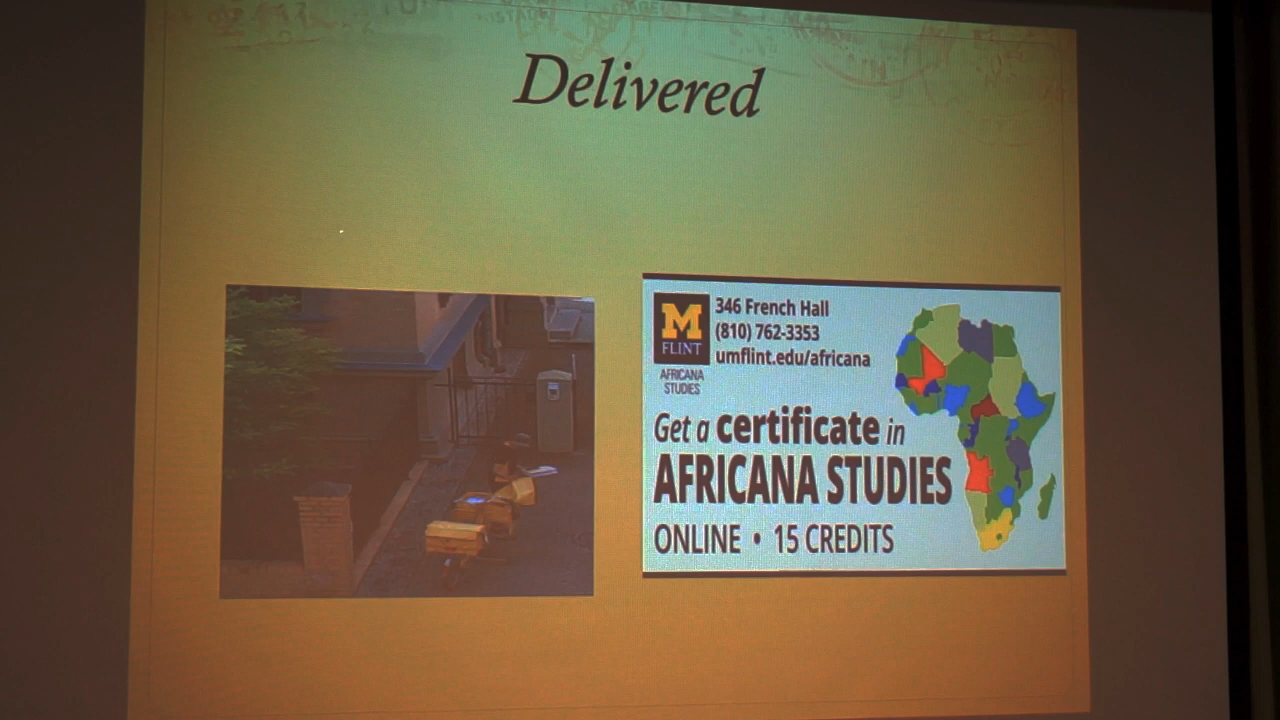 Delivered
M
FLINT
AFRICANA
STUDIES
346 French Hall
(810) 762-3353
umflint.edu/africana
Get a certificate in
AFRICANA STUDIES
ONLINE • 15 CREDITS